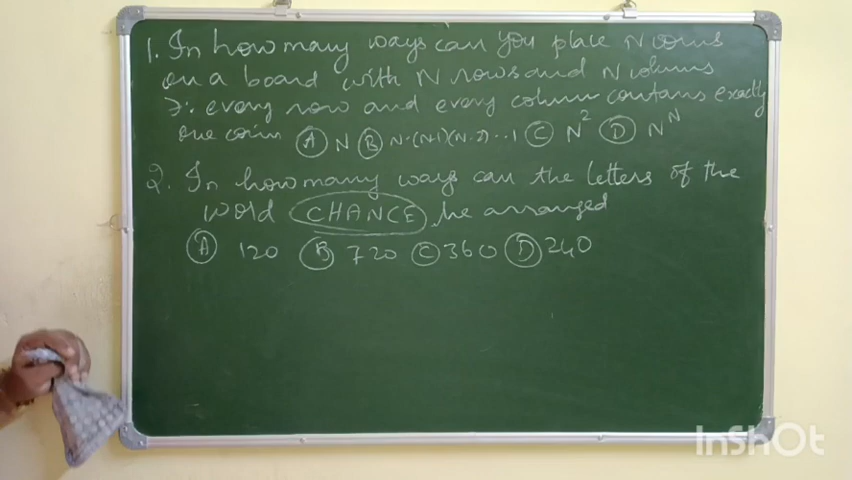 1. In how many ways can you place N coins
on a board with N rows and N columns
∋: every row and every column contains exactly
one coin (A) N (B) N·(N-1)(N-2)...1 (C) N² (D) Nᴺ
2. In how many ways can the letters of the
word CHANCE be arranged
(A) 120 (B) 720 (C) 360 (D) 240
InShOt